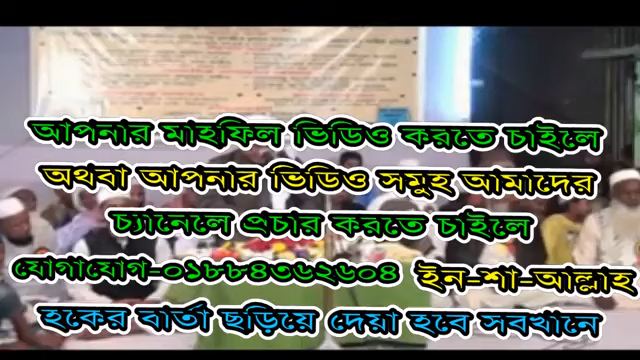 আপনার মাহফিল ভিডিও করতে চাইলে
অথবা আপনার ভিডিও সমুহ আমাদের
চ্যানেলে প্রচার করতে চাইলে
যোগাযোগ-০১৮৮৪৩৬২৬০৪ ইন-শা-আল্লাহ
হকের বার্তা ছড়িয়ে দেয়া হবে সবখানে